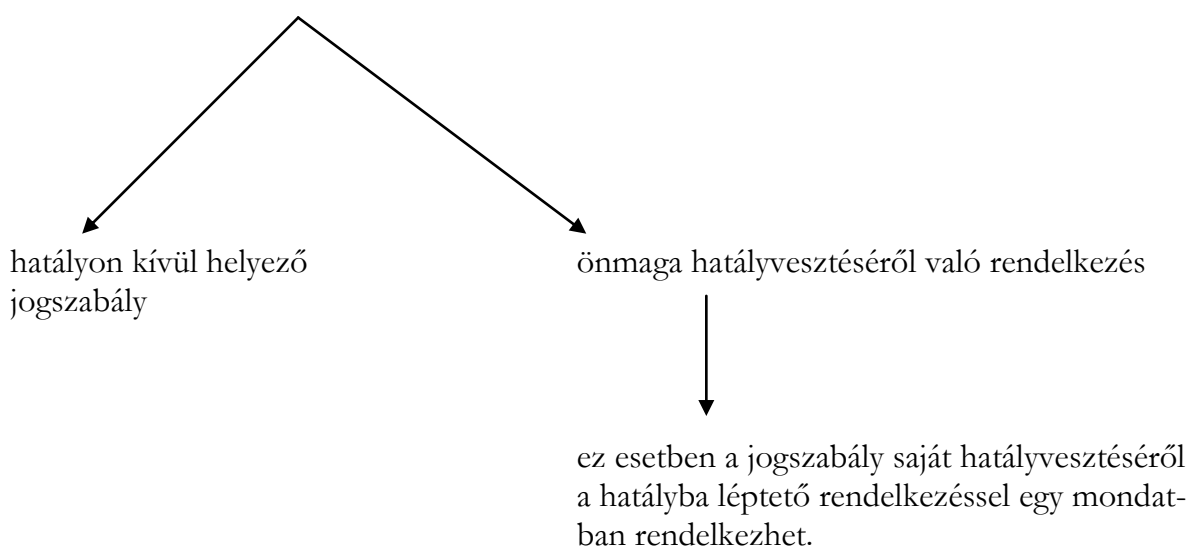 hatályon kívül helyező
jogszabály
önmaga hatályvesztéséről való rendelkezés
ez esetben a jogszabály saját hatályvesztéséről
a hatályba léptető rendelkezéssel egy mondat-
ban rendelkezhet.